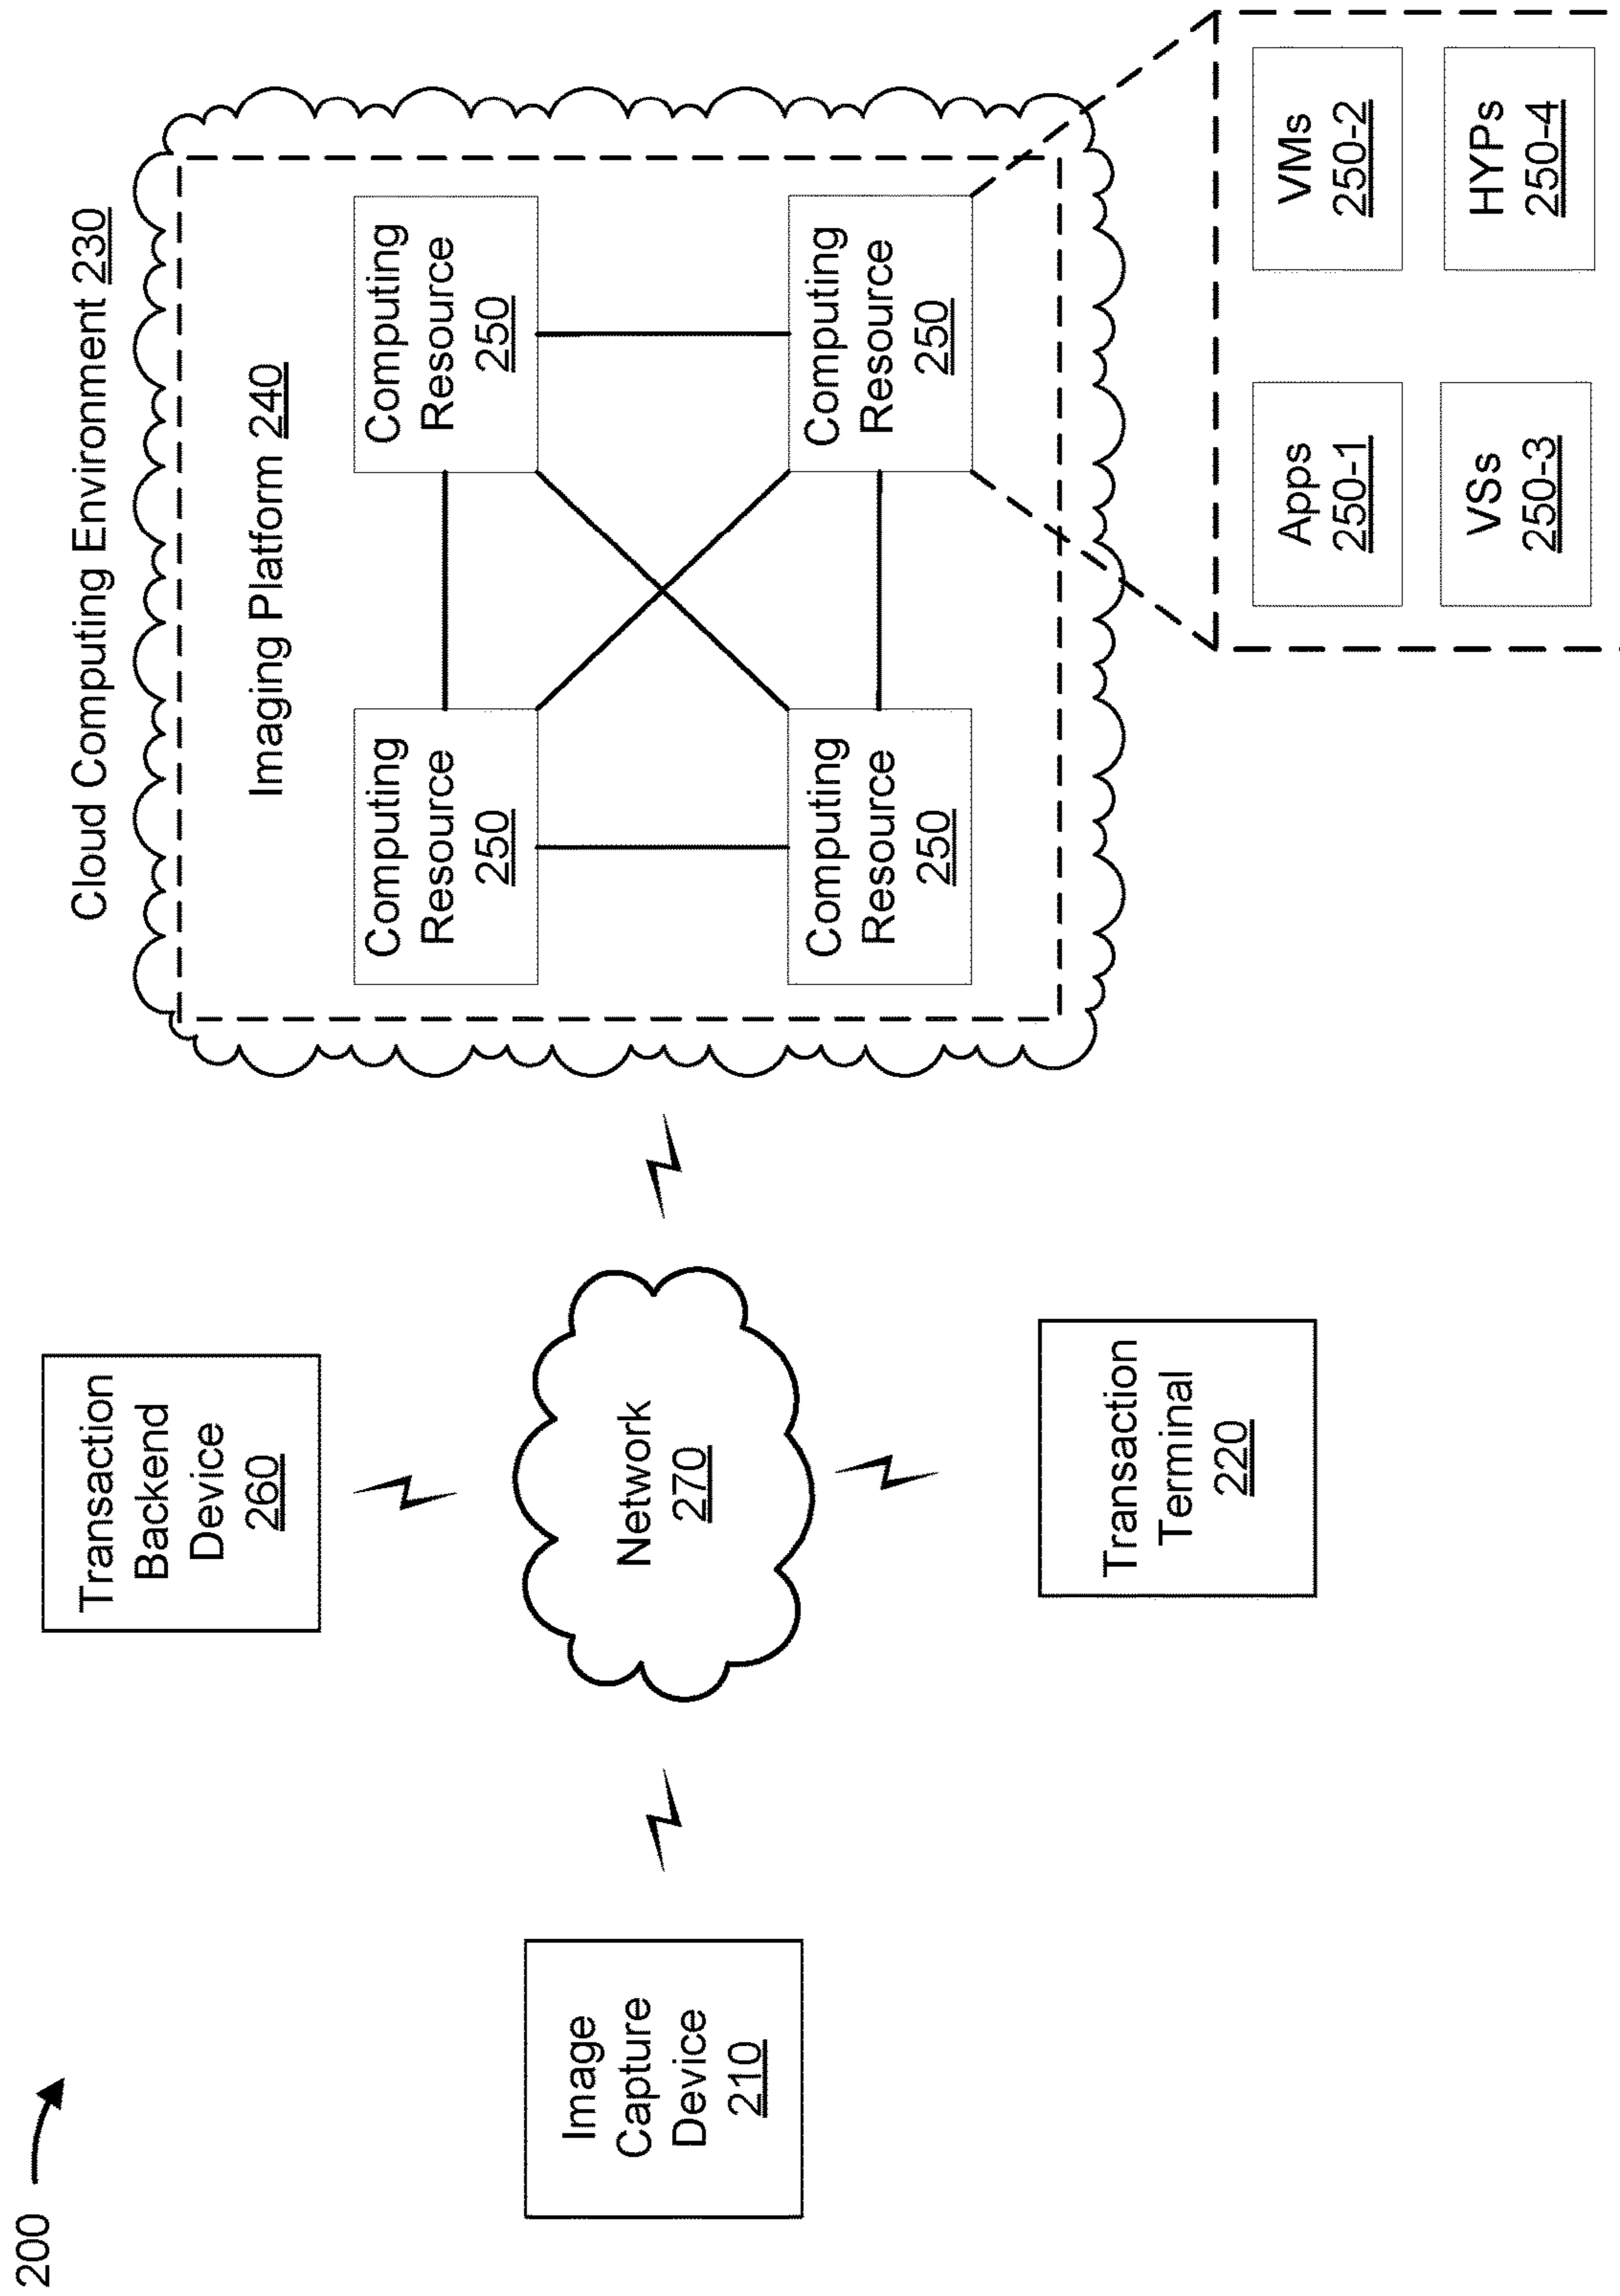 200
Cloud Computing Environment 230
Imaging Platform 240
Transaction
Backend
Device
260
Computing
Resource
250
Computing
Resource
250
Image
Capture
Device
210
Network
270
Computing
Resource
250
Computing
Resource
250
Transaction
Terminal
220
Apps
250-1
VMs
250-2
VSs
250-3
HYPs
250-4